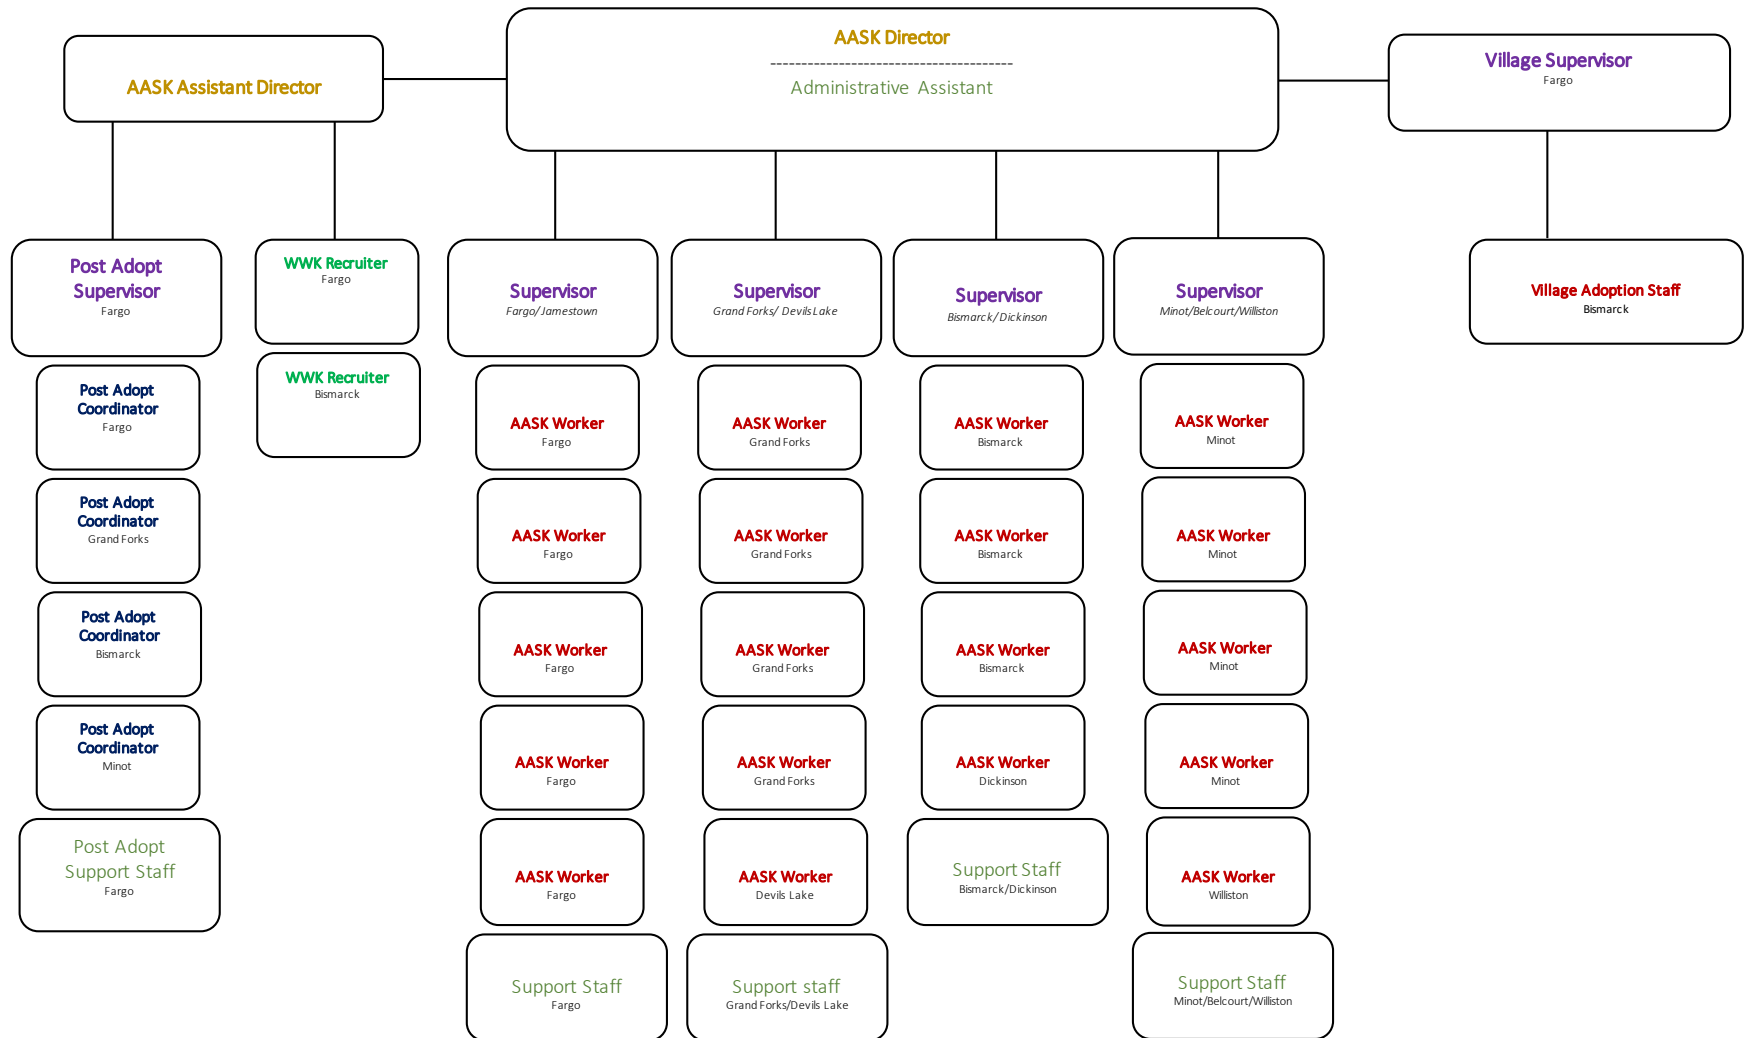 AASK Director
---------------------------------------
Administrative Assistant
AASK Assistant Director
Village Supervisor
Fargo
Post Adopt
Supervisor
Fargo
Post Adopt
Coordinator
Fargo
Post Adopt
Coordinator
Grand Forks
Post Adopt
Coordinator
Bismarck
Post Adopt
Coordinator
Minot
Post Adopt
Support Staff
Fargo
WWK Recruiter
Fargo
WWK Recruiter
Bismarck
Supervisor
Fargo/Jamestown
AASK Worker
Fargo
AASK Worker
Fargo
AASK Worker
Fargo
AASK Worker
Fargo
AASK Worker
Fargo
Support Staff
Fargo
Supervisor
Grand Forks/ Devils Lake
AASK Worker
Grand Forks
AASK Worker
Grand Forks
AASK Worker
Grand Forks
AASK Worker
Grand Forks
AASK Worker
Devils Lake
Support staff
Grand Forks/Devils Lake
Supervisor
Bismarck/Dickinson
AASK Worker
Bismarck
AASK Worker
Bismarck
AASK Worker
Bismarck
AASK Worker
Dickinson
Support Staff
Bismarck/Dickinson
Supervisor
Minot/Belcourt/Williston
AASK Worker
Minot
AASK Worker
Minot
AASK Worker
Minot
AASK Worker
Minot
AASK Worker
Williston
Support Staff
Minot/Belcourt/Williston
Village Adoption Staff
Bismarck